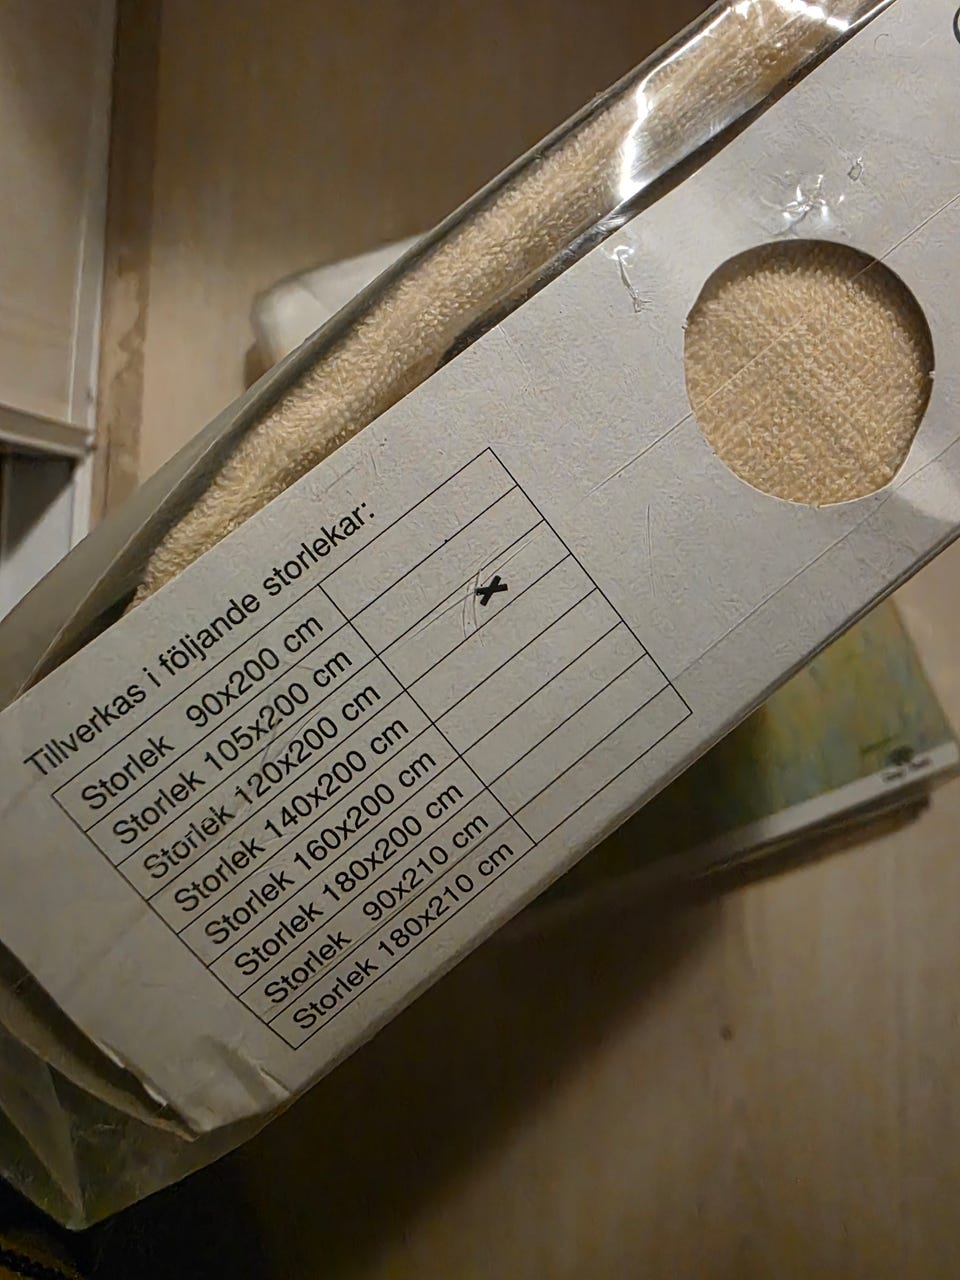 Tillverkas i följande storlekar:
Storlek 90x200 cm
Storlek 105x200 cm
Storlek 120x200 cm x
Storlek 140x200 cm
Storlek 160x200 cm
Storlek 180x200 cm
Storlek 90x210 cm
Storlek 180x210 cm